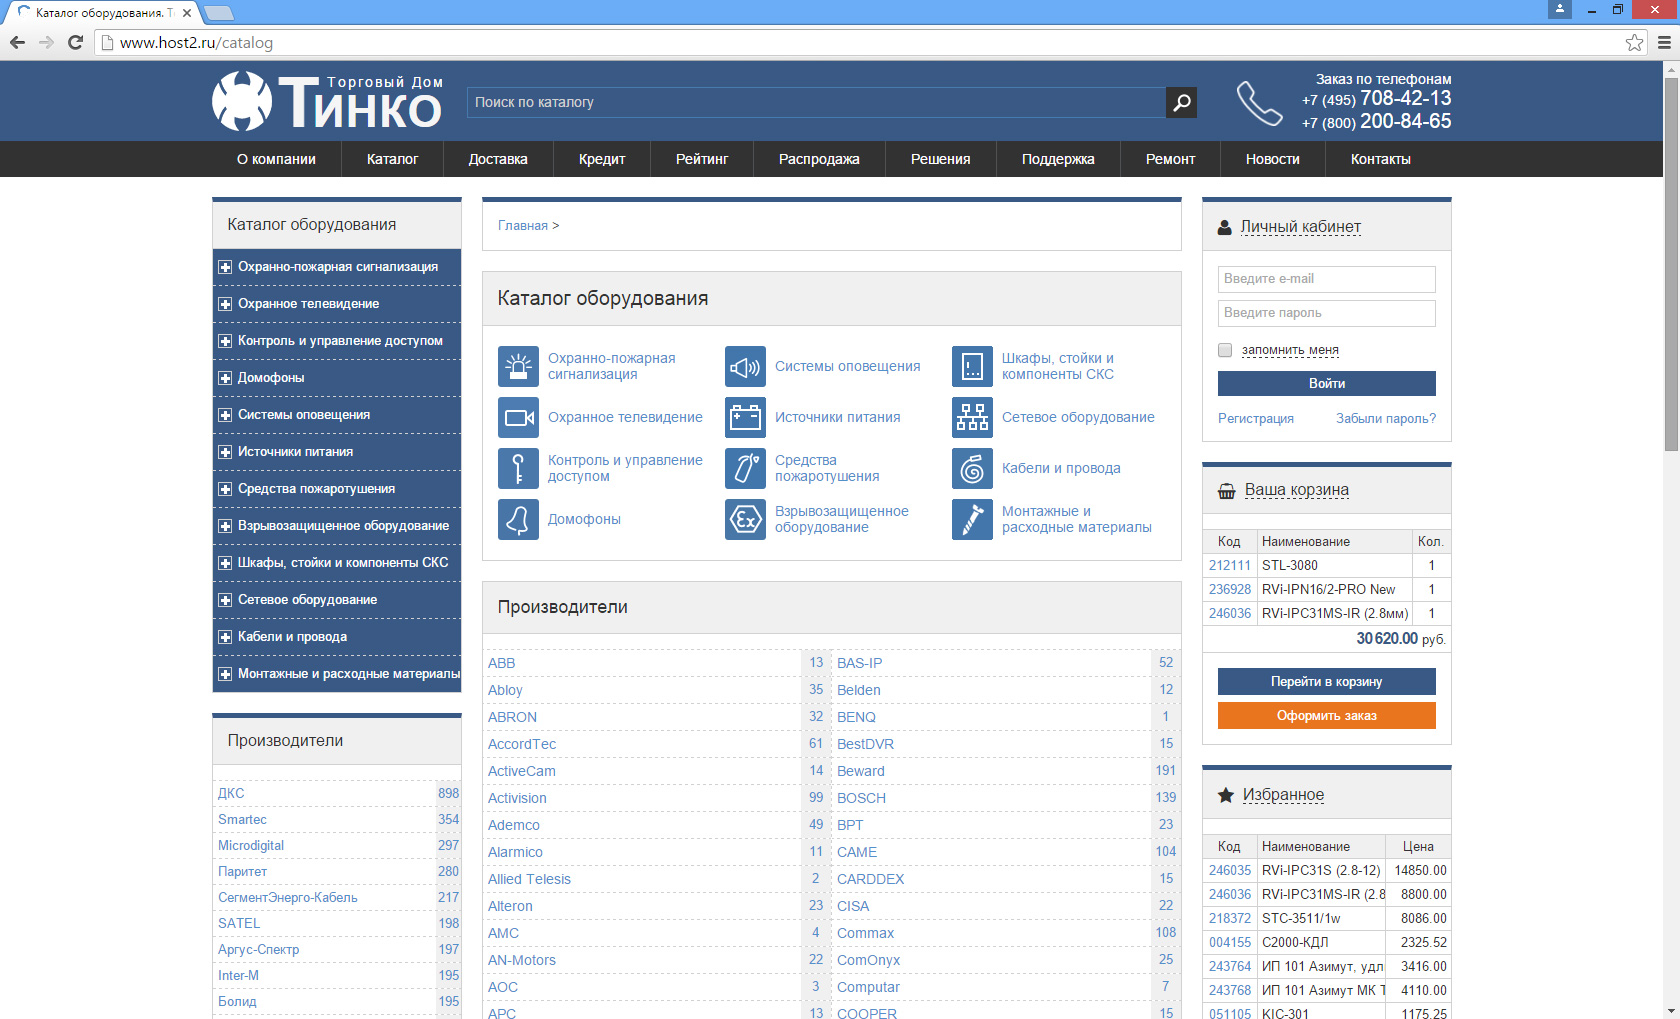 Каталог оборудования. Т
www.host2.ru/catalog
Торговый Дом
Тинко
Поиск по каталогу
Заказ по телефонам
+7 (495) 708-42-13
+7 (800) 200-84-65
О компании Каталог Доставка Кредит Рейтинг Распродажа Решения Поддержка Ремонт Новости Контакты
Каталог оборудования
Охранно-пожарная сигнализация
Охранное телевидение
Контроль и управление доступом
Домофоны
Системы оповещения
Источники питания
Средства пожаротушения
Взрывозащищенное оборудование
Шкафы, стойки и компоненты СКС
Сетевое оборудование
Кабели и провода
Монтажные и расходные материалы
Производители
ДКС 898
Smartec 354
Microdigital 297
Паритет 280
СегментЭнерго-Кабель 217
SATEL 198
Аргус-Спектр 197
Inter-M 195
Болид 195
Главная >
Каталог оборудования
Охранно-пожарная
сигнализация
Системы оповещения
Шкафы, стойки и
компоненты СКС
Охранное телевидение
Источники питания
Сетевое оборудование
Контроль и управление
доступом
Средства
пожаротушения
Кабели и провода
Домофоны
Ex
Взрывозащищенное
оборудование
Монтажные и
расходные материалы
Производители
ABB 13 BAS-IP 52
Abloy 35 Belden 12
ABRON 32 BENQ 1
AccordTec 61 BestDVR 15
ActiveCam 14 Beward 191
Activision 99 BOSCH 139
Ademco 49 BPT 23
Alarmico 11 CAME 104
Allied Telesis 2 CARDDEX 15
Alteron 23 CISA 22
AMC 4 Commax 108
AN-Motors 22 ComOnyx 25
AOC 3 Computar 7
APC 13 COOPER 15
Личный кабинет
Введите e-mail
Введите пароль
запомнить меня
Войти
Регистрация Забыли пароль?
Ваша корзина
Код Наименование Кол.
212111 STL-3080 1
236928 RVi-IPN16/2-PRO New 1
246036 RVi-IPC31MS-IR (2.8мм) 1
30 620.00 руб.
Перейти в корзину
Оформить заказ
Избранное
Код Наименование Цена
246035 RVi-IPC31S (2.8-12) 14850.00
246036 RVi-IPC31MS-IR (2.8 8800.00
218372 STC-3511/1w 8086.00
004155 С2000-КДЛ 2325.52
243764 ИП 101 Азимут, удл 3416.00
243768 ИП 101 Азимут МК Т 4110.00
051105 KIC-301 1175.25